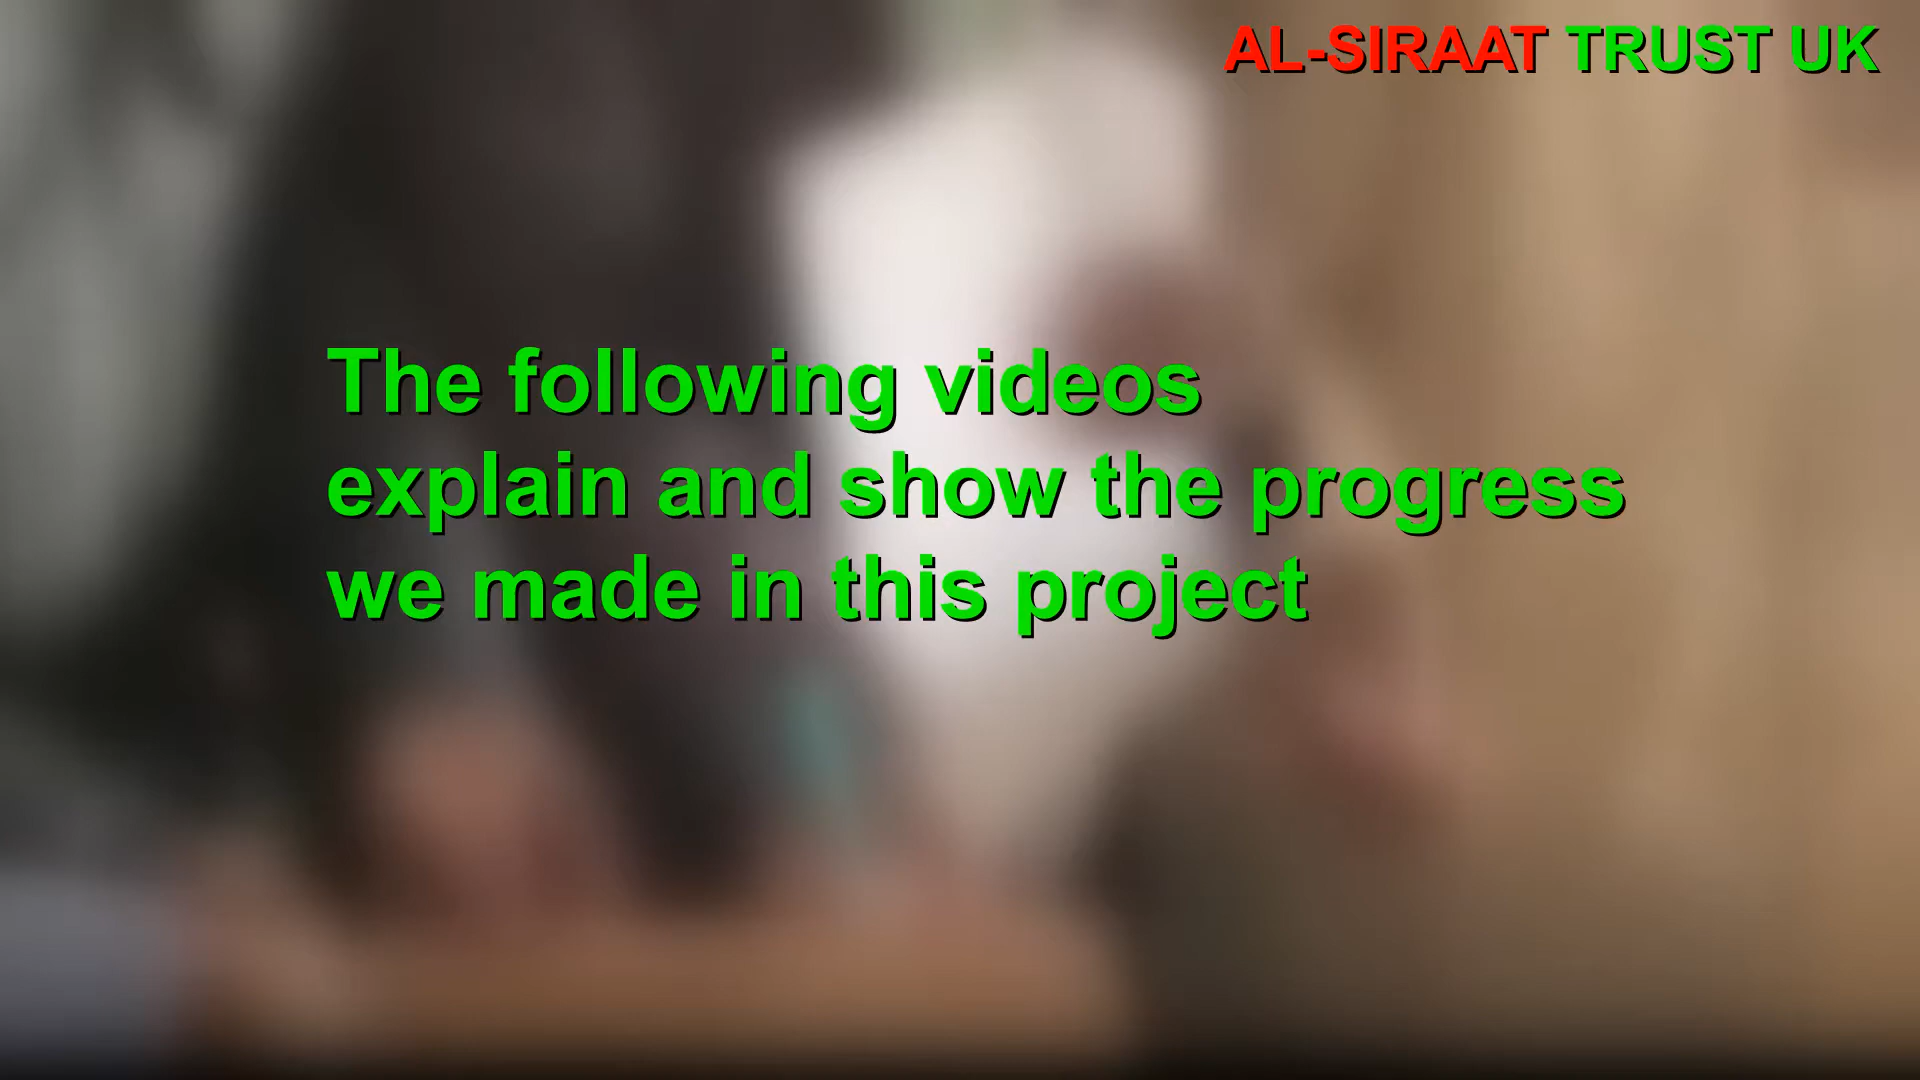 AL-SIRAAT TRUST UK
The following videos
explain and show the progress
we made in this project